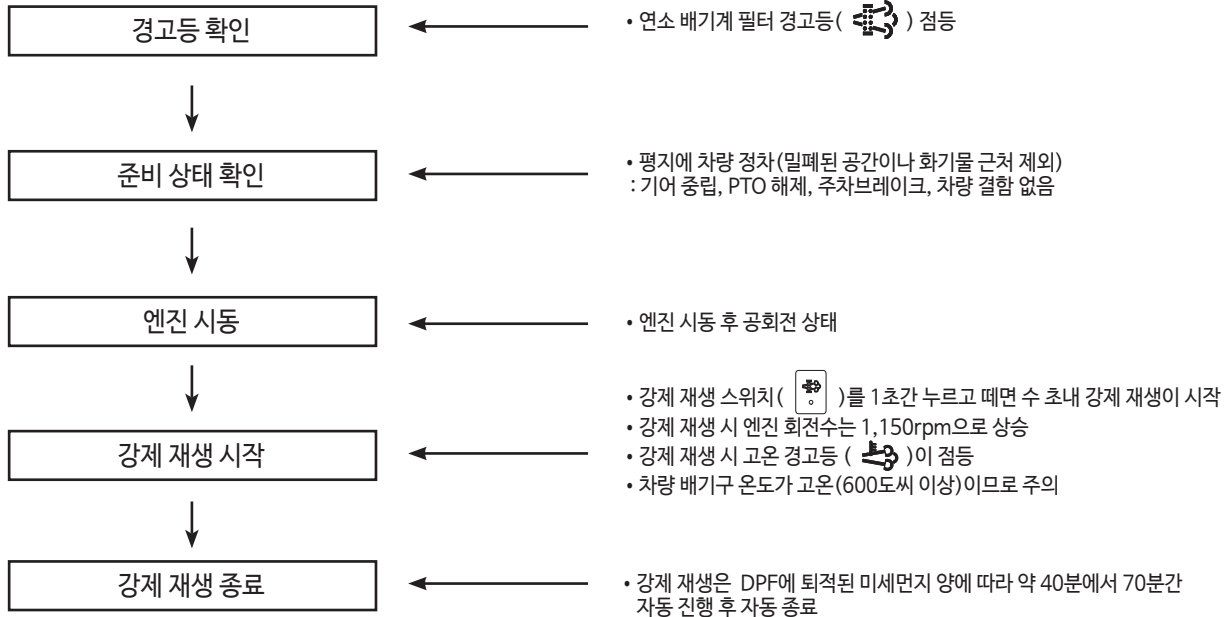 경고등 확인
• 연소 배기계 필터 경고등( ) 점등
준비 상태 확인
• 평지에 차량 정차(밀폐된 공간이나 화기물 근처 제외)
: 기어 중립, PTO 해제, 주차브레이크, 차량 결함 없음
엔진 시동
• 엔진 시동 후 공회전 상태
강제 재생 시작
• 강제 재생 스위치( )를 1초간 누르고 떼면 수 초내 강제 재생이 시작
• 강제 재생 시 엔진 회전수는 1,150rpm으로 상승
• 강제 재생 시 고온 경고등 ( )이 점등
• 차량 배기구 온도가 고온(600도씨 이상)이므로 주의
강제 재생 종료
• 강제 재생은 DPF에 퇴적된 미세먼지 양에 따라 약 40분에서 70분간
자동 진행 후 자동 종료